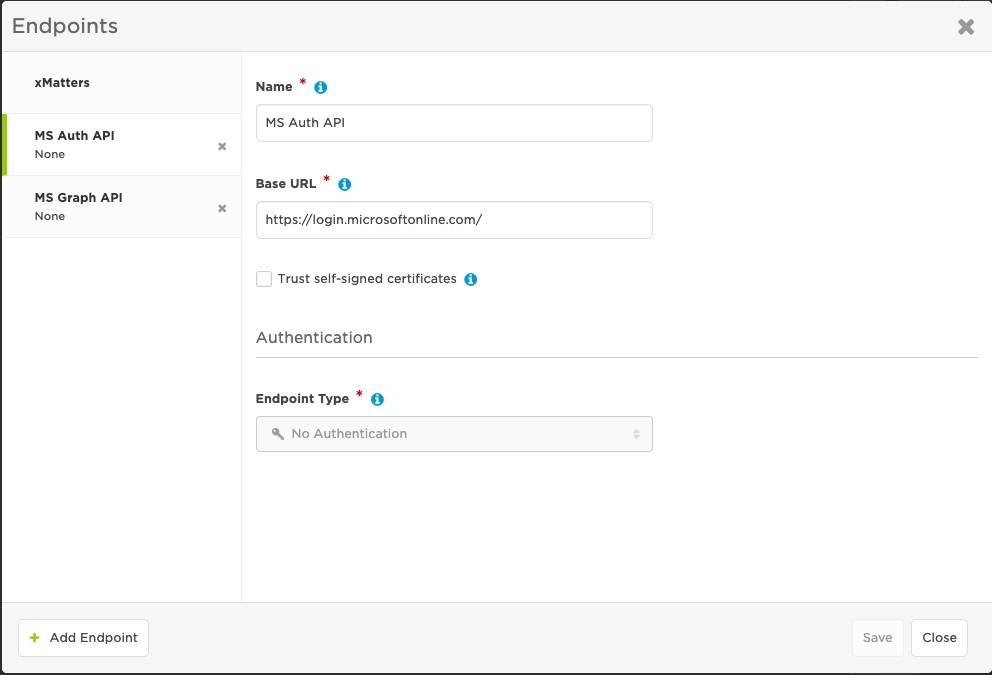 Endpoints
xMatters
MS Auth API
None
MS Graph API
None
Name *
MS Auth API
Base URL *
https://login.microsoftonline.com/
Trust self-signed certificates
Authentication
Endpoint Type *
No Authentication
+ Add Endpoint
Save
Close